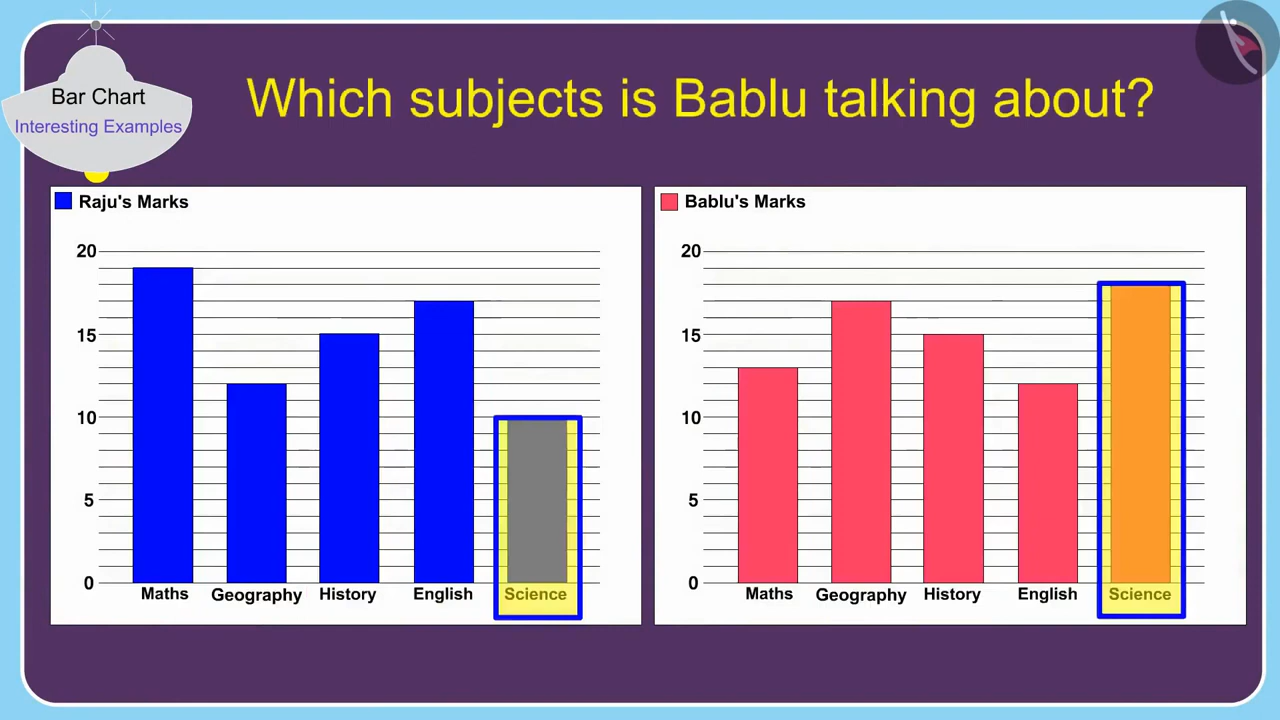 Bar Chart
Interesting Examples
Which subjects is Bablu talking about?
Raju's Marks
20
15
10
5
0
Maths Geography History English Science
Bablu's Marks
20
15
10
5
0
Maths Geography History English Science